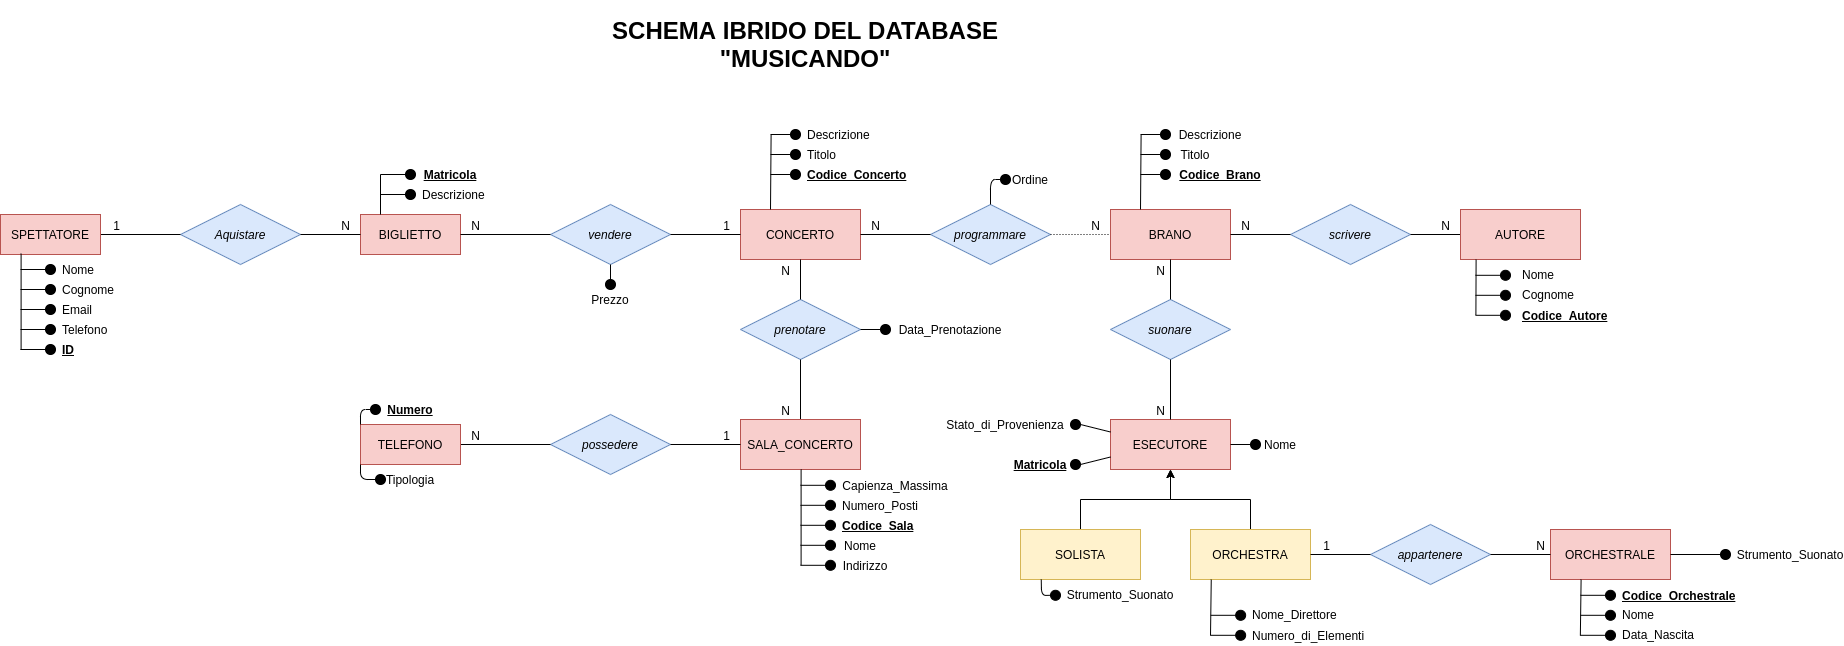 SCHEMA IBRIDO DEL DATABASE
"MUSICANDO"
Descrizione
Titolo
Codice_Concerto
Descrizione
Titolo
Codice_Brano
Matricola
Descrizione
Ordine
SPETTATORE
1
Aquistare
N
BIGLIETTO
N
vendere
1
CONCERTO
N
programmare
N
BRANO
N
scrivere
N
AUTORE
Nome
Cognome
Email
Telefono
ID
Prezzo
N
prenotare
Data_Prenotazione
N
N
suonare
N
Nome
Cognome
Codice_Autore
Numero
TELEFONO
Tipologia
N
possedere
1
SALA_CONCERTO
Capienza_Massima
Numero_Posti
Codice_Sala
Nome
Indirizzo
Stato_di_Provenienza
Matricola
ESECUTORE
Nome
SOLISTA
Strumento_Suonato
ORCHESTRA
Nome_Direttore
Numero_di_Elementi
1
appartenere
N
ORCHESTRALE
Strumento_Suonato
Codice_Orchestrale
Nome
Data_Nascita